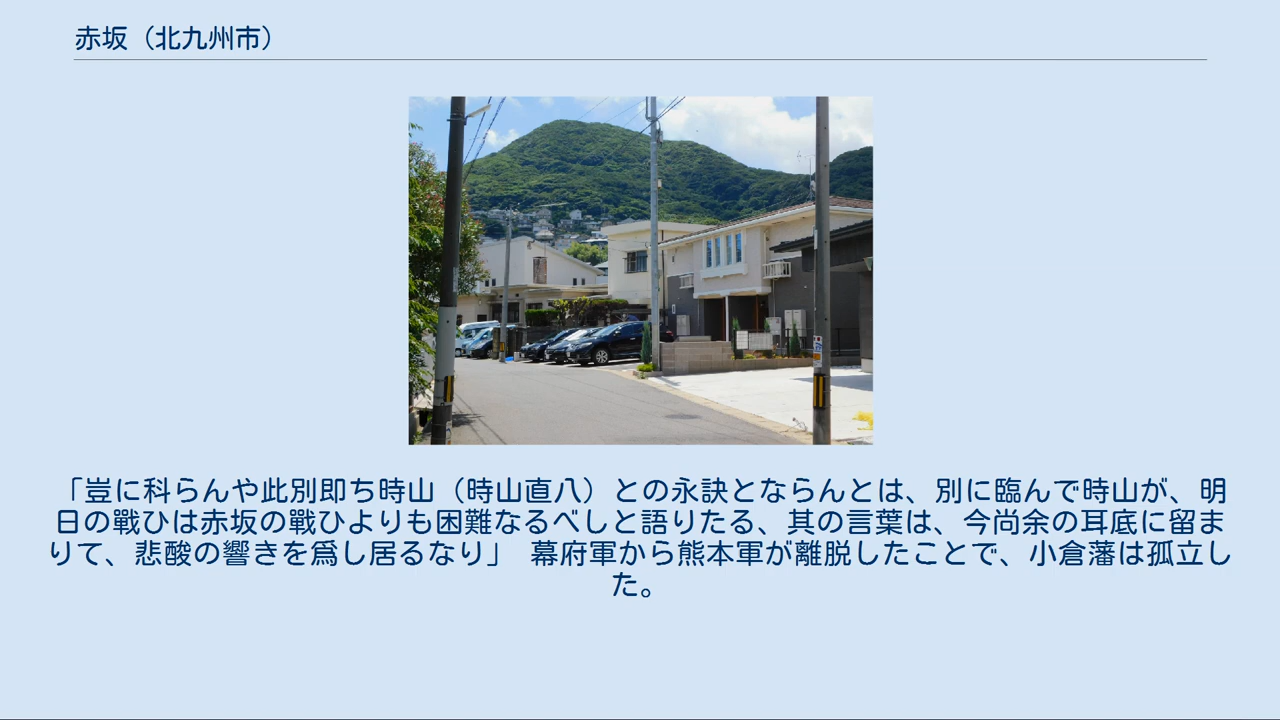 赤坂（北九州市）
「豈に科らんや此別即ち時山（時山直八）との永訣とならんとは、別に臨んで時山が、明
日の戰ひは赤坂の戰ひよりも困難なるべしと語りたる、其の言葉は、今尚余の耳底に留ま
りて、悲酸の響きを爲し居るなり」　幕府軍から熊本軍が離脱したことで、小倉藩は孤立し
た。